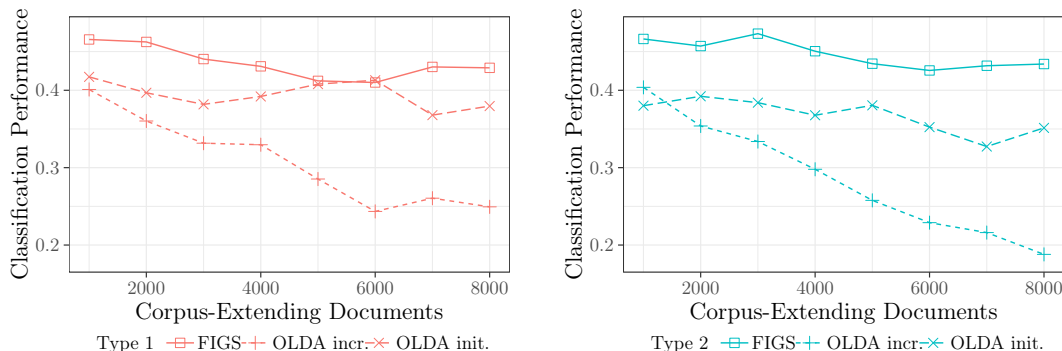 Classification Performance
0.4
0.3
0.2
2000 4000 6000 8000
Corpus-Extending Documents
Type 1 FIGS OLDA incr. OLDA init.
Classification Performance
0.4
0.3
0.2
2000 4000 6000 8000
Corpus-Extending Documents
Type 2 FIGS OLDA incr. OLDA init.